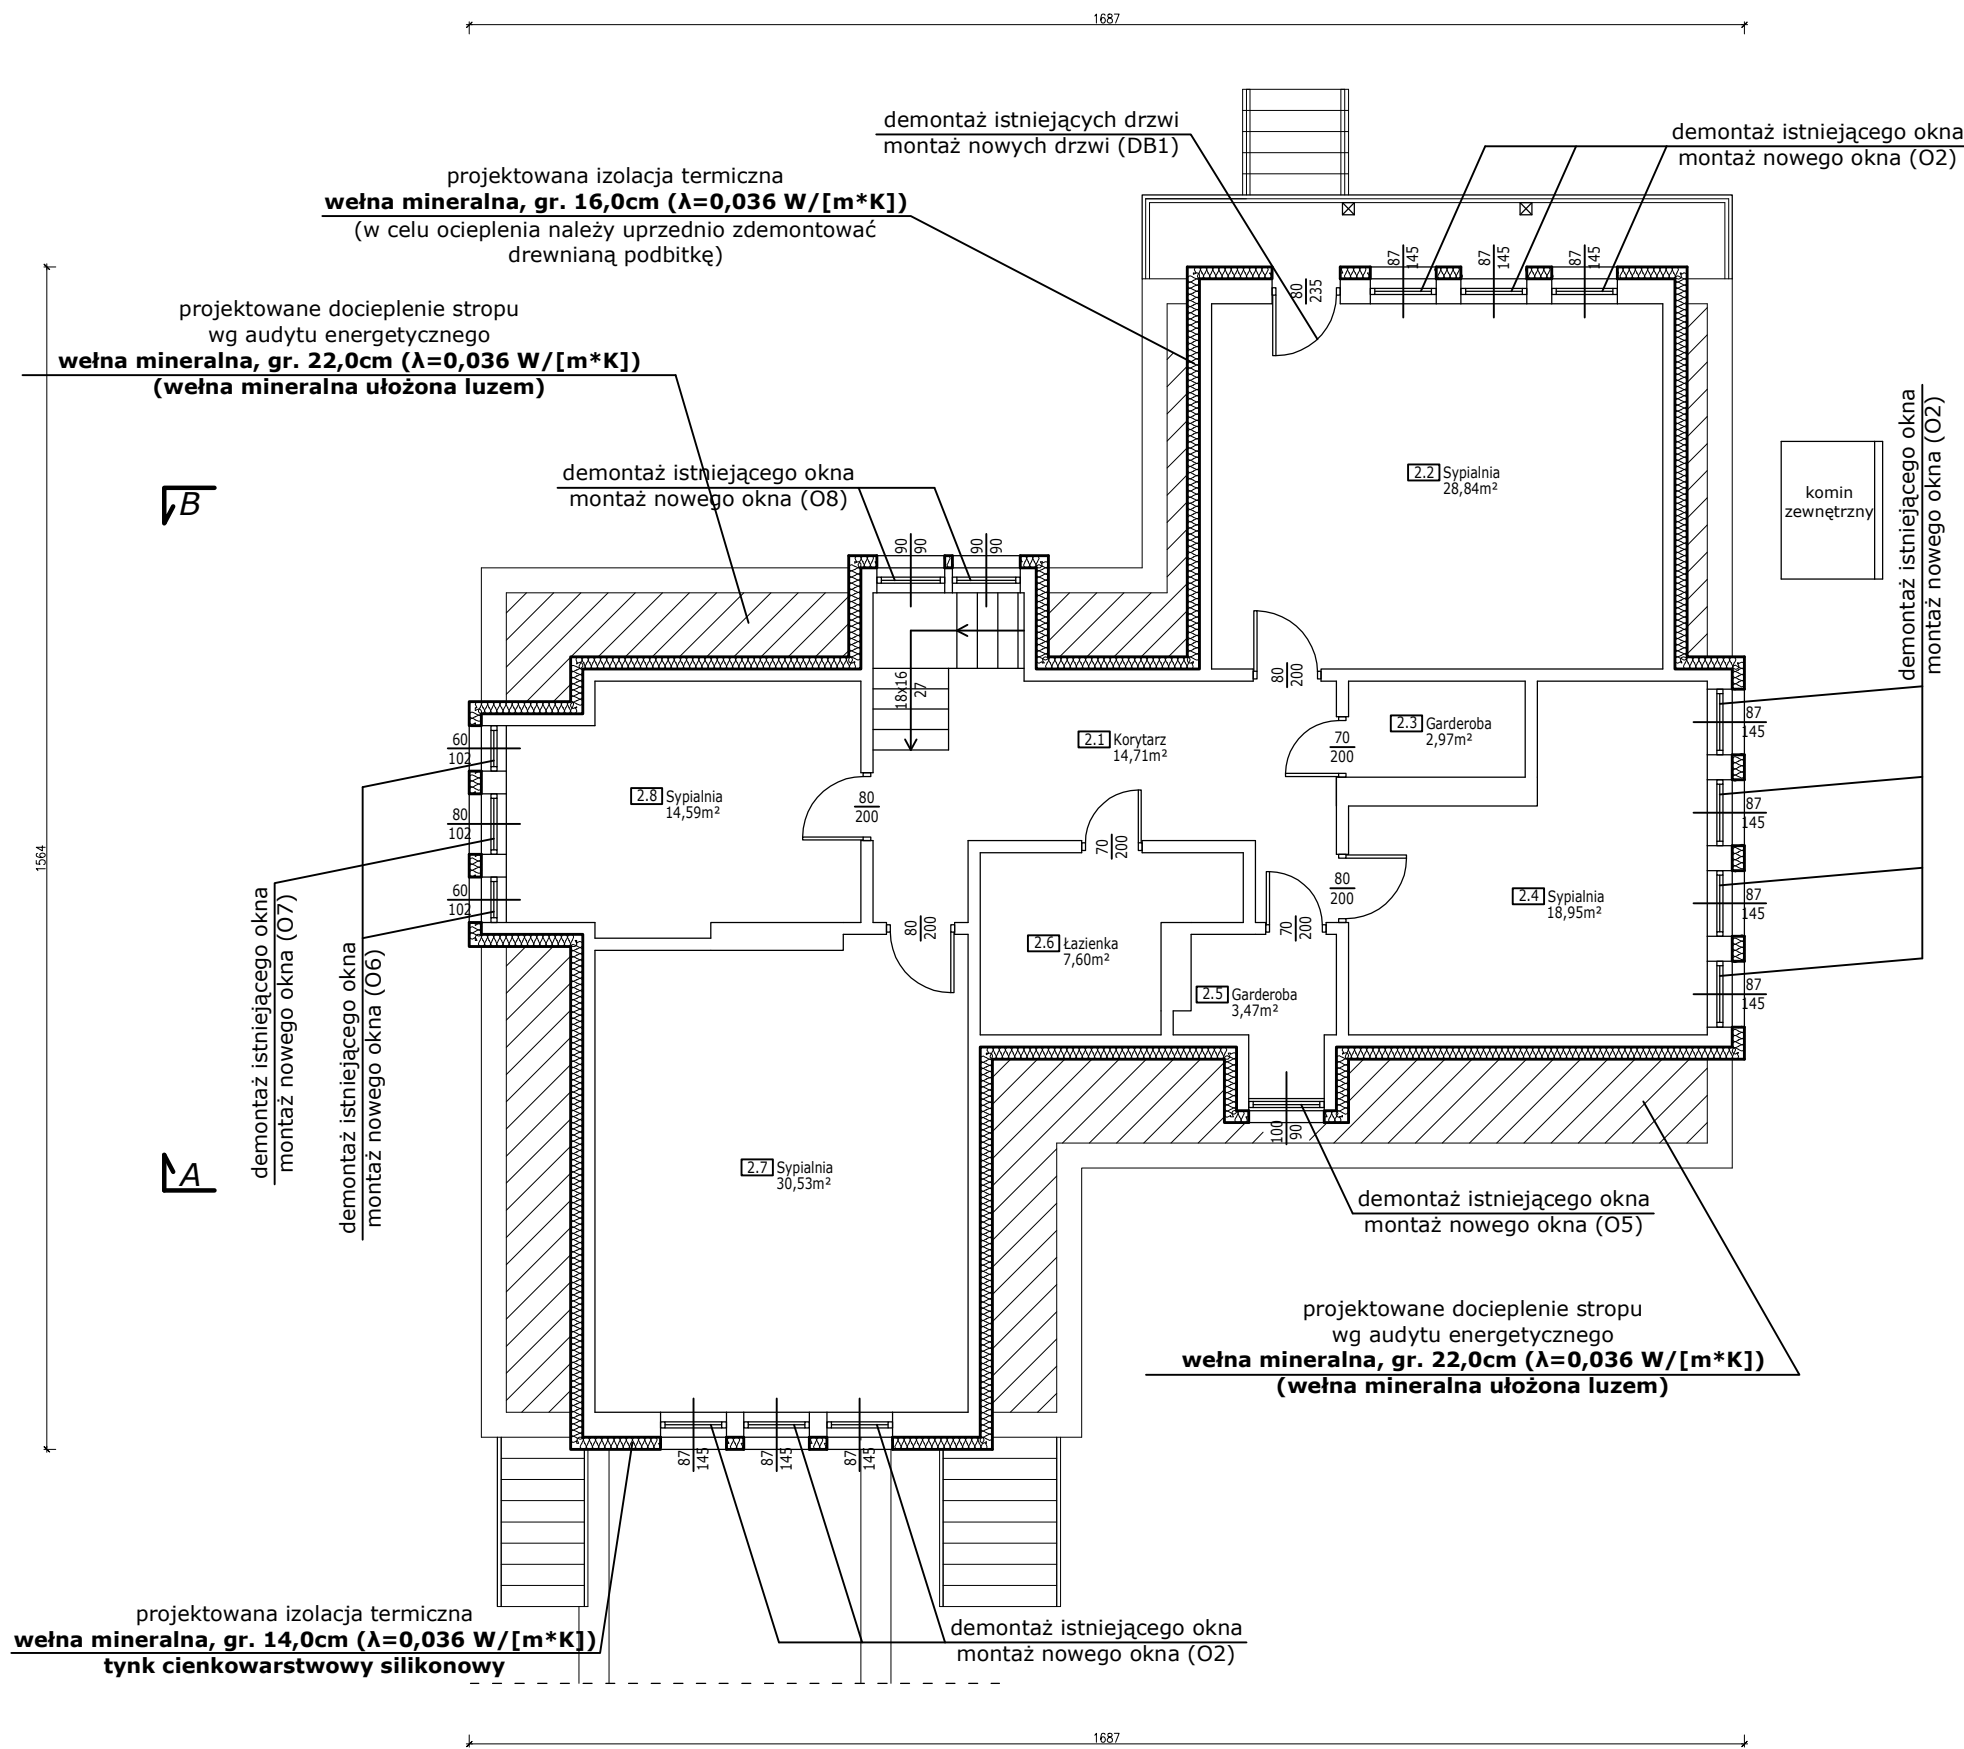 1687
demontaż istniejących drzwi
montaż nowych drzwi (DB1)
demontaż istniejącego okna
montaż nowego okna (O2)
projektowana izolacja termiczna
wełna mineralna, gr. 16,0cm (λ=0,036 W/[m*K])
(w celu ocieplenia należy uprzednio zdemontować
drewnianą podbitkę)
projektowane docieplenie stropu
wg audytu energetycznego
wełna mineralna, gr. 22,0cm (λ=0,036 W/[m*K])
(wełna mineralna ułożona luzem)
80
235
87
145
87
145
87
145
demontaż istniejącego okna
montaż nowego okna (O8)
B
2.2 Sypialnia
28,84m²
komin
zewnętrzny
demontaż istniejącego okna
montaż nowego okna (O2)
90
90
90
90
18x16
27
80
200
2.1 Korytarz
14,71m²
70
200
2.3 Garderoba
2,97m²
87
145
87
145
87
145
87
145
60
102
80
102
60
102
2.8 Sypialnia
14,59m²
80
200
70
200
80
200
2.4 Sypialnia
18,95m²
1564
80
200
2.6 Łazienka
7,60m²
70
200
2.5 Garderoba
3,47m²
demontaż istniejącego okna
montaż nowego okna (O7)
demontaż istniejącego okna
montaż nowego okna (O6)
A
2.7 Sypialnia
30,53m²
100
90
demontaż istniejącego okna
montaż nowego okna (O5)
projektowane docieplenie stropu
wg audytu energetycznego
wełna mineralna, gr. 22,0cm (λ=0,036 W/[m*K])
(wełna mineralna ułożona luzem)
87
145
87
145
87
145
projektowana izolacja termiczna
wełna mineralna, gr. 14,0cm (λ=0,036 W/[m*K])
tynk cienkowarstwowy silikonowy
demontaż istniejącego okna
montaż nowego okna (O2)
1687